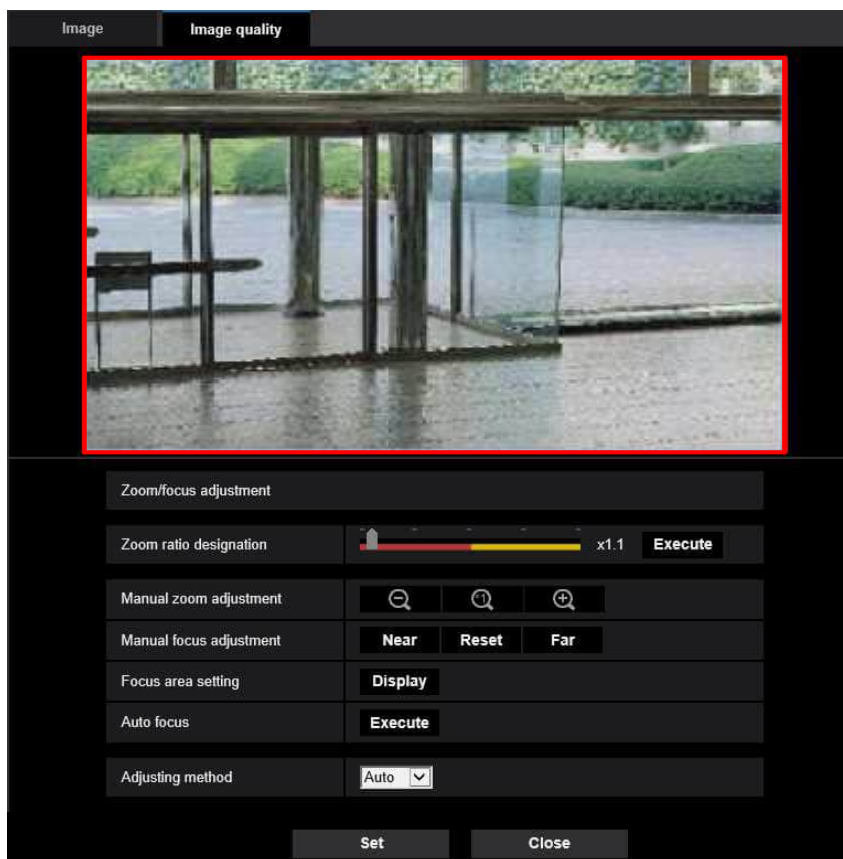 Image Image quality
Zoom/focus adjustment
Zoom ratio designation x1.1 Execute
Manual zoom adjustment
Manual focus adjustment Near Reset Far
Focus area setting Display
Auto focus Execute
Adjusting method Auto
Set Close